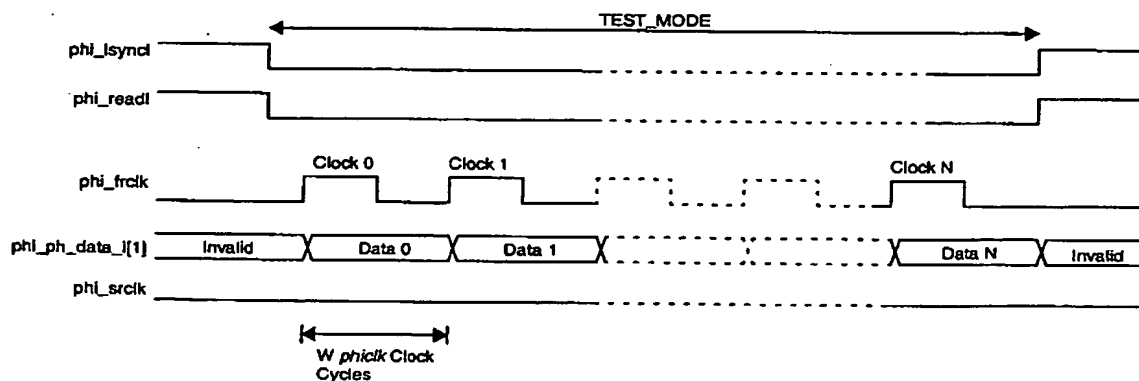 TEST_MODE
phi_lsyncl
phi_readl
Clock 0 Clock 1 Clock N
phi_frclk
phi_ph_data_i[1] Invalid Data 0 Data 1 Data N Invalid
phi_srclk
W phiclk Clock
Cycles